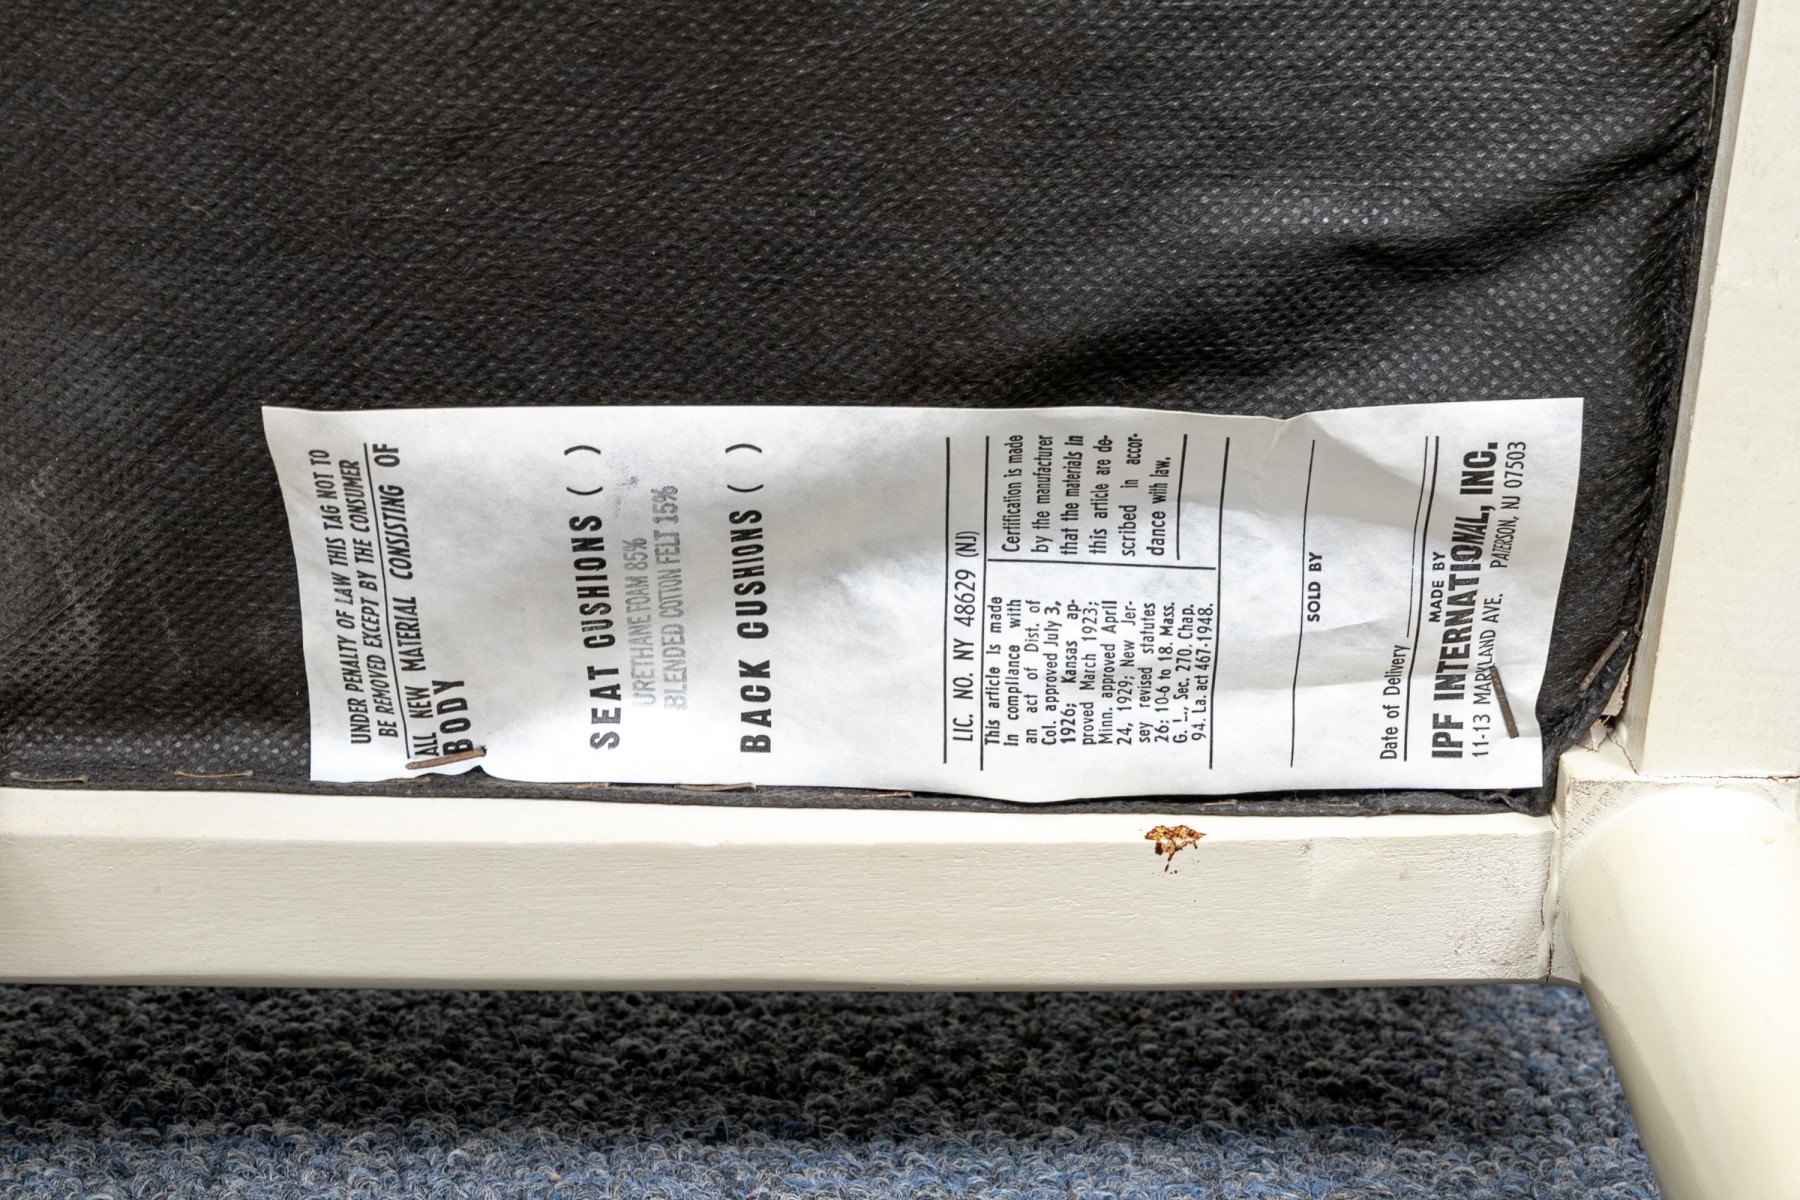 UNDER PENALTY OF LAW THIS TAG NOT TO
BE REMOVED EXCEPT BY THE CONSUMER
ALL NEW MATERIAL CONSISTING OF
BODY
SEAT CUSHIONS ( )
URETHANE FOAM 85%
BLENDED COTTON FELT 15%
BACK CUSHIONS ( )
LIC. NO. NY 48629 (NJ)
This article is made
In compliance with
an act of Dist. of
Col. approved July 3,
1926; Kansas ap-
proved March 1923;
Minn. approved April
24, 1929; New Jer-
sey revised statutes
26: 10-6 to 18. Mass.
G. L., Sec, 270. Chap.
94. La. act 467-1948.
Certification is made
by the manufacturer
that the materials in
this article are de-
scribed in accor-
dance with law.
SOLD BY
Date of Delivery
MADE BY
IPF INTERNATIONAL, INC.
11-13 MARYLAND AVE. PATERSON, NJ 07503